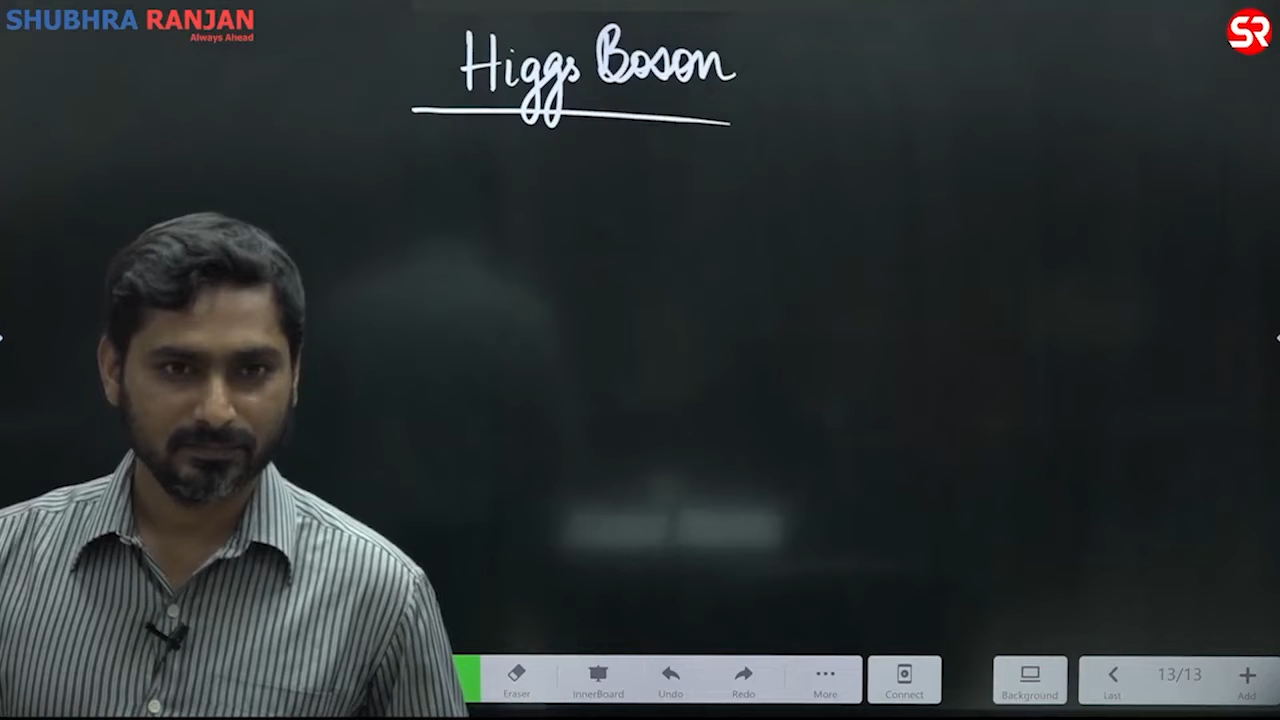 SHUBHRA RANJAN
Always Ahead
SR
Higgs Boson
Eraser
InnerBoard
Undo
Redo
More
Connect
Background
Last
13/13
Add